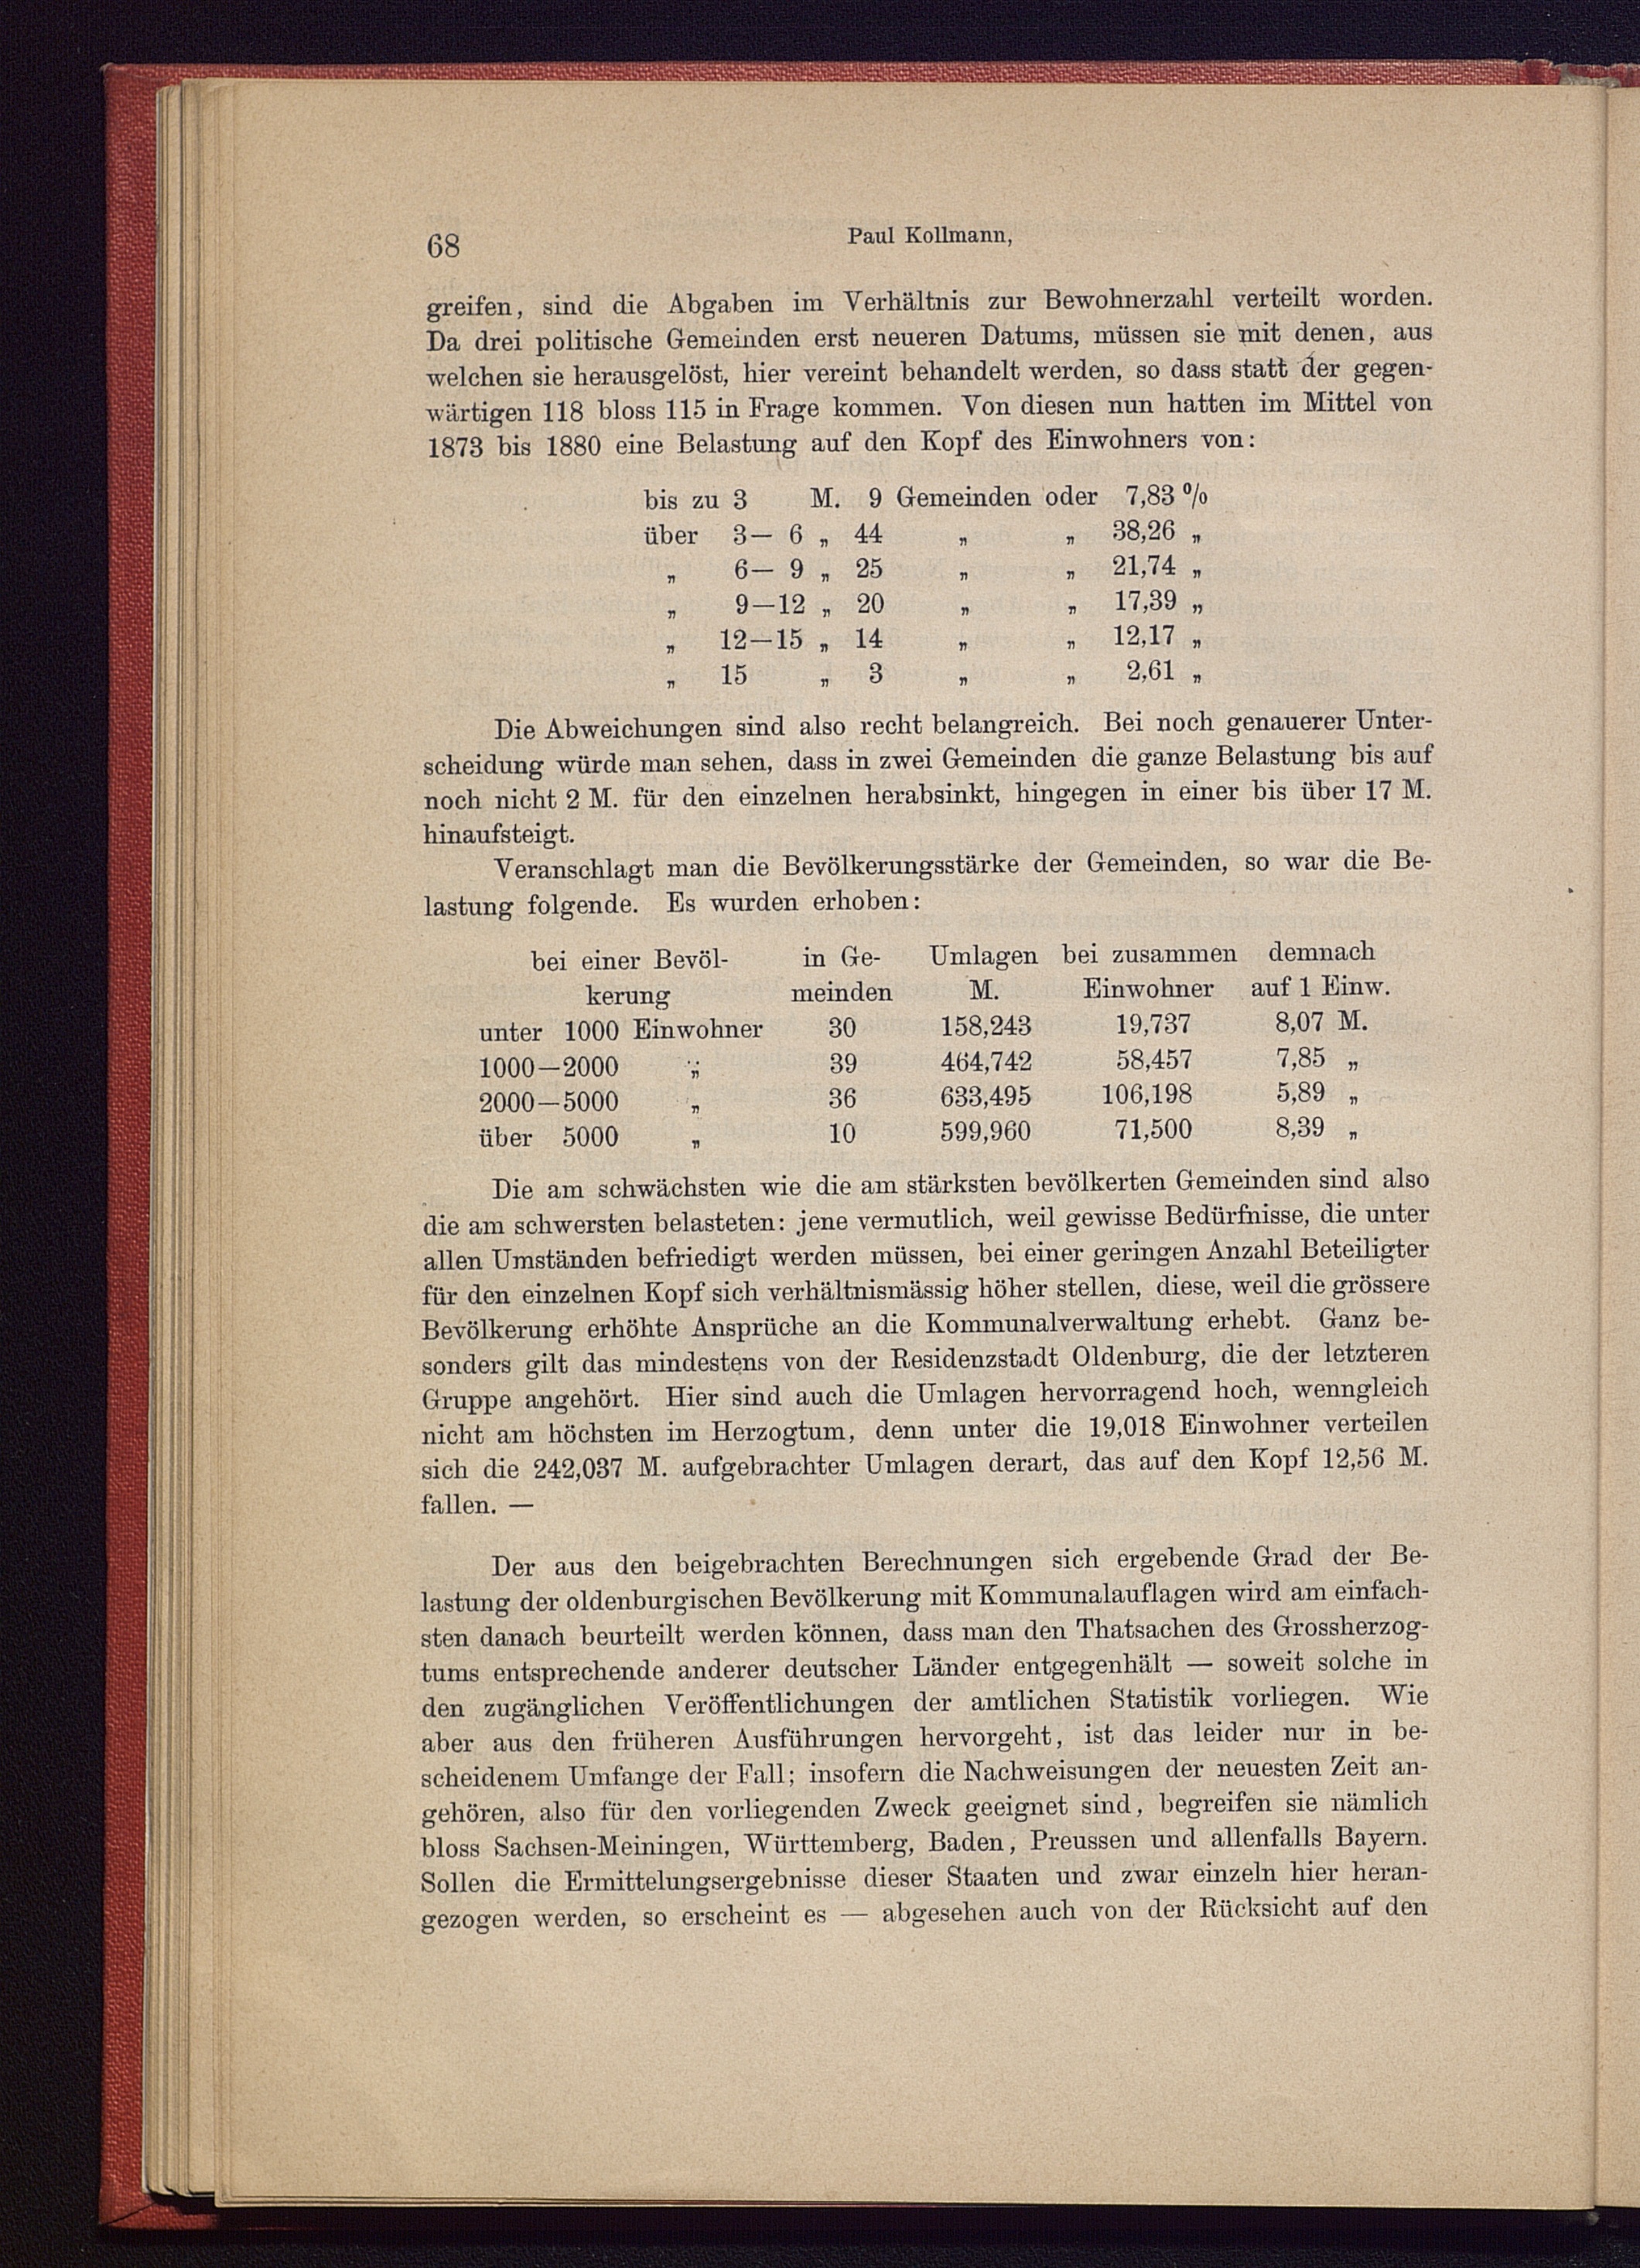 68
Paul Kollmann,
greifen, sind die Abgaben im Verhältnis zur Bewohnerzahl verteilt worden.
Da drei politische Gemeinden erst neueren Datums, müssen sie mit denen, aus
welchen sie herausgelöst, hier vereint behandelt werden, so dass statt der gegen-
wärtigen 118 bloss 115 in Frage kommen. Von diesen nun hatten im Mittel von
1873 bis 1880 eine Belastung auf den Kopf des Einwohners von:
bis zu 3 M. 9 Gemeinden oder 7,83 %
über 3— 6 „ 44 „ „ 38,26 „
„ 6— 9 „ 25 „ „ 21,74 „
„ 9—12 „ 20 „ „ 17,39 „
„ 12—15 „ 14 „ „ 12,17 „
„ 15 „ 3 „ „ 2,61 „
Die Abweichungen sind also recht belangreich. Bei noch genauerer Unter-
scheidung würde man sehen, dass in zwei Gemeinden die ganze Belastung bis auf
noch nicht 2 M. für den einzelnen herabsinkt, hingegen in einer bis über 17 M.
hinaufsteigt.
Veranschlagt man die Bevölkerungsstärke der Gemeinden, so war die Be-
lastung folgende. Es wurden erhoben:
bei einer Bevöl- in Ge- Umlagen bei zusammen demnach
kerung meinden M. Einwohner auf 1 Einw.
unter 1000 Einwohner 30 158,243 19,737 8,07 M.
1000—2000 „ 39 464,742 58,457 7,85 „
2000—5000 „ 36 633,495 106,198 5,89 „
über 5000 „ 10 599,960 71,500 8,39 „
Die am schwächsten wie die am stärksten bevölkerten Gemeinden sind also
die am schwersten belasteten: jene vermutlich, weil gewisse Bedürfnisse, die unter
allen Umständen befriedigt werden müssen, bei einer geringen Anzahl Beteiligter
für den einzelnen Kopf sich verhältnismässig höher stellen, diese, weil die grössere
Bevölkerung erhöhte Ansprüche an die Kommunalverwaltung erhebt. Ganz be-
sonders gilt das mindestens von der Residenzstadt Oldenburg, die der letzteren
Gruppe angehört. Hier sind auch die Umlagen hervorragend hoch, wenngleich
nicht am höchsten im Herzogtum, denn unter die 19,018 Einwohner verteilen
sich die 242,037 M. aufgebrachter Umlagen derart, das auf den Kopf 12,56 M.
fallen. —
Der aus den beigebrachten Berechnungen sich ergebende Grad der Be-
lastung der oldenburgischen Bevölkerung mit Kommunalauflagen wird am einfach-
sten danach beurteilt werden können, dass man den Thatsachen des Grossherzog-
tums entsprechende anderer deutscher Länder entgegenhält — soweit solche in
den zugänglichen Veröffentlichungen der amtlichen Statistik vorliegen. Wie
aber aus den früheren Ausführungen hervorgeht, ist das leider nur in be-
scheidenem Umfange der Fall; insofern die Nachweisungen der neuesten Zeit an-
gehören, also für den vorliegenden Zweck geeignet sind, begreifen sie nämlich
bloss Sachsen-Meiningen, Württemberg, Baden, Preussen und allenfalls Bayern.
Sollen die Ermittelungsergebnisse dieser Staaten und zwar einzeln hier heran-
gezogen werden, so erscheint es — abgesehen auch von der Rücksicht auf den